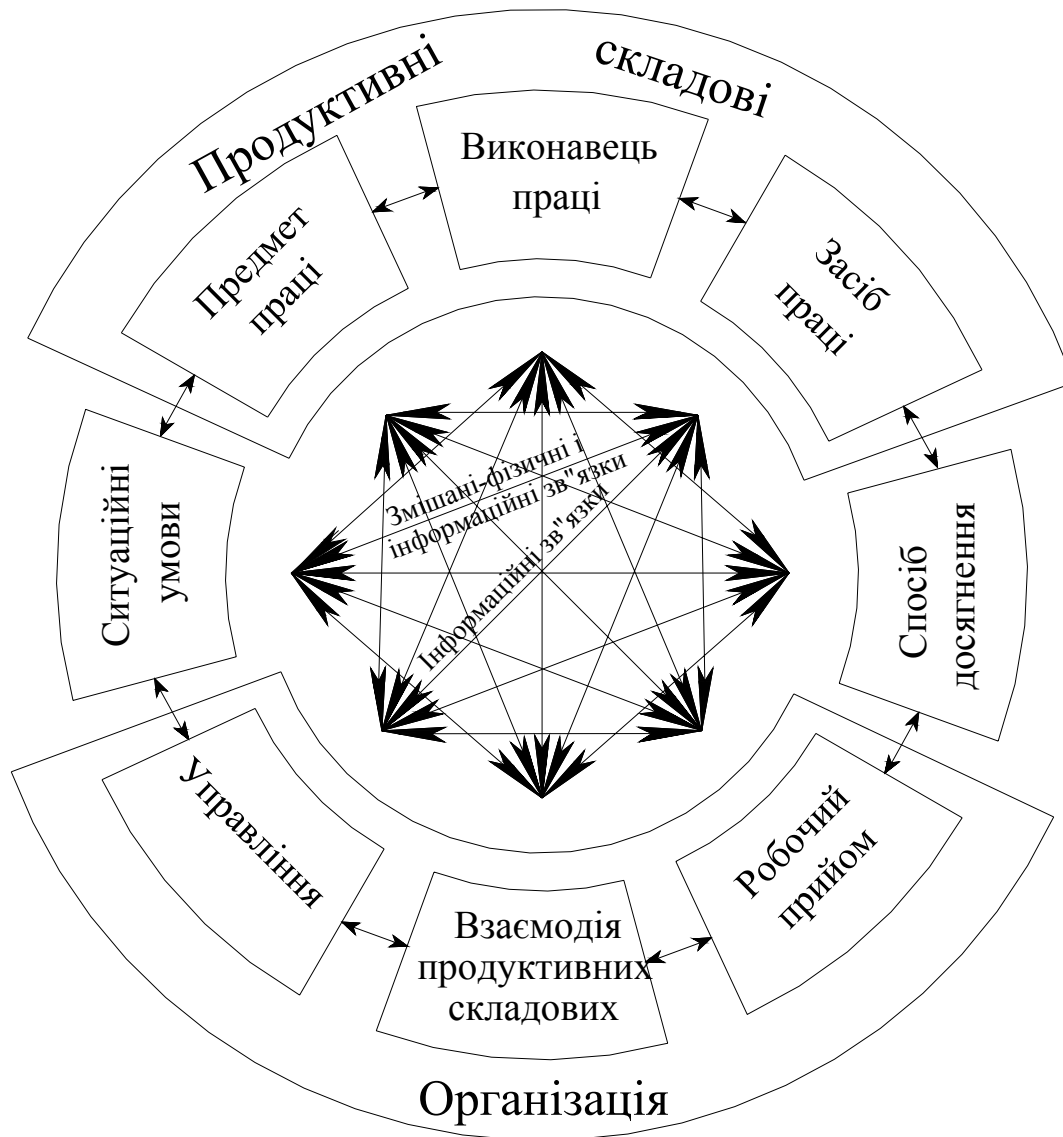 Продуктивні складові
Виконавець
праці
Предмет
праці
Засіб
праці
Змішані-фізичні і
інформаційні зв"язки
Інформаційні зв"язки
Ситуаційні
умови
Спосіб
досягнення
Управління
Робочий
прийом
Взаємодія
продуктивних
складових
Організація